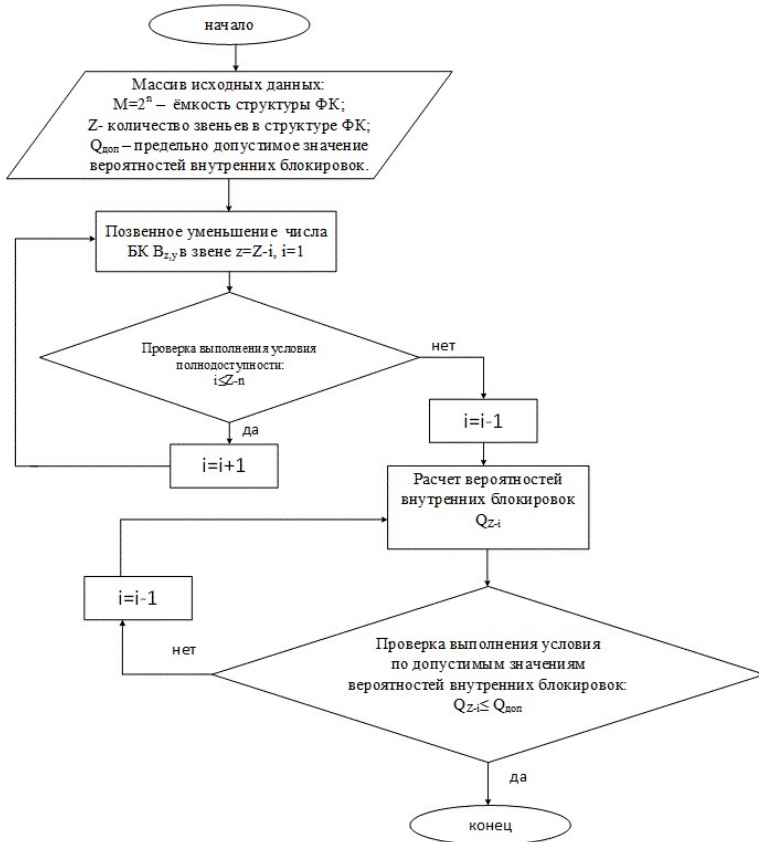 начало
Массив исходных данных:
M=2ⁿ – ёмкость структуры ФК;
Z- количество звеньев в структуре ФК;
Qдоп – предельно допустимое значение
вероятностей внутренних блокировок.
Позвенное уменьшение числа
БК Bz,y в звене z=Z-i, i=1
Проверка выполнения условия
полнодоступности:
i≤Z-n
нет
да
i=i+1
i=i-1
Расчет вероятностей
внутренних блокировок
QZ-i
i=i-1
нет
Проверка выполнения условия
по допустимым значениям
вероятностей внутренних блокировок:
QZ-i≤ Qдоп
да
конец